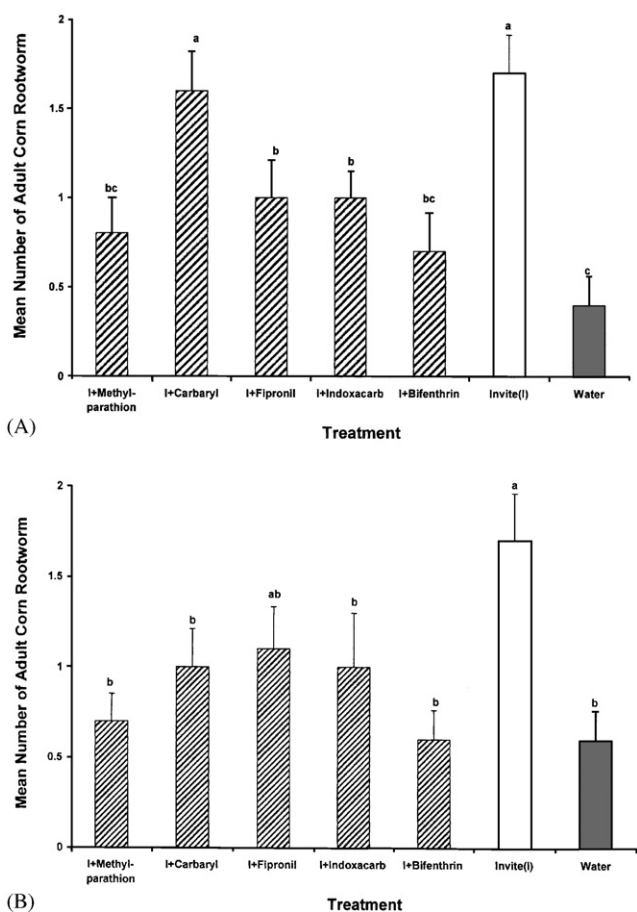 2
a
a
1.5
b
b
1
bc
bc
c
0.5
0
Mean Number of Adult Corn Rootworm
I+Methyl-
parathion
I+Carbaryl
I+Fipronil
I+Indoxacarb
I+Bifenthrin
Invite(I)
Water
(A)
Treatment
2
a
1.5
ab
b
b
1
b
b
b
0.5
0
Mean Number of Adult Corn Rootworm
I+Methyl-
parathion
I+Carbaryl
I+Fipronil
I+Indoxacarb
I+Bifenthrin
Invite(I)
Water
(B)
Treatment